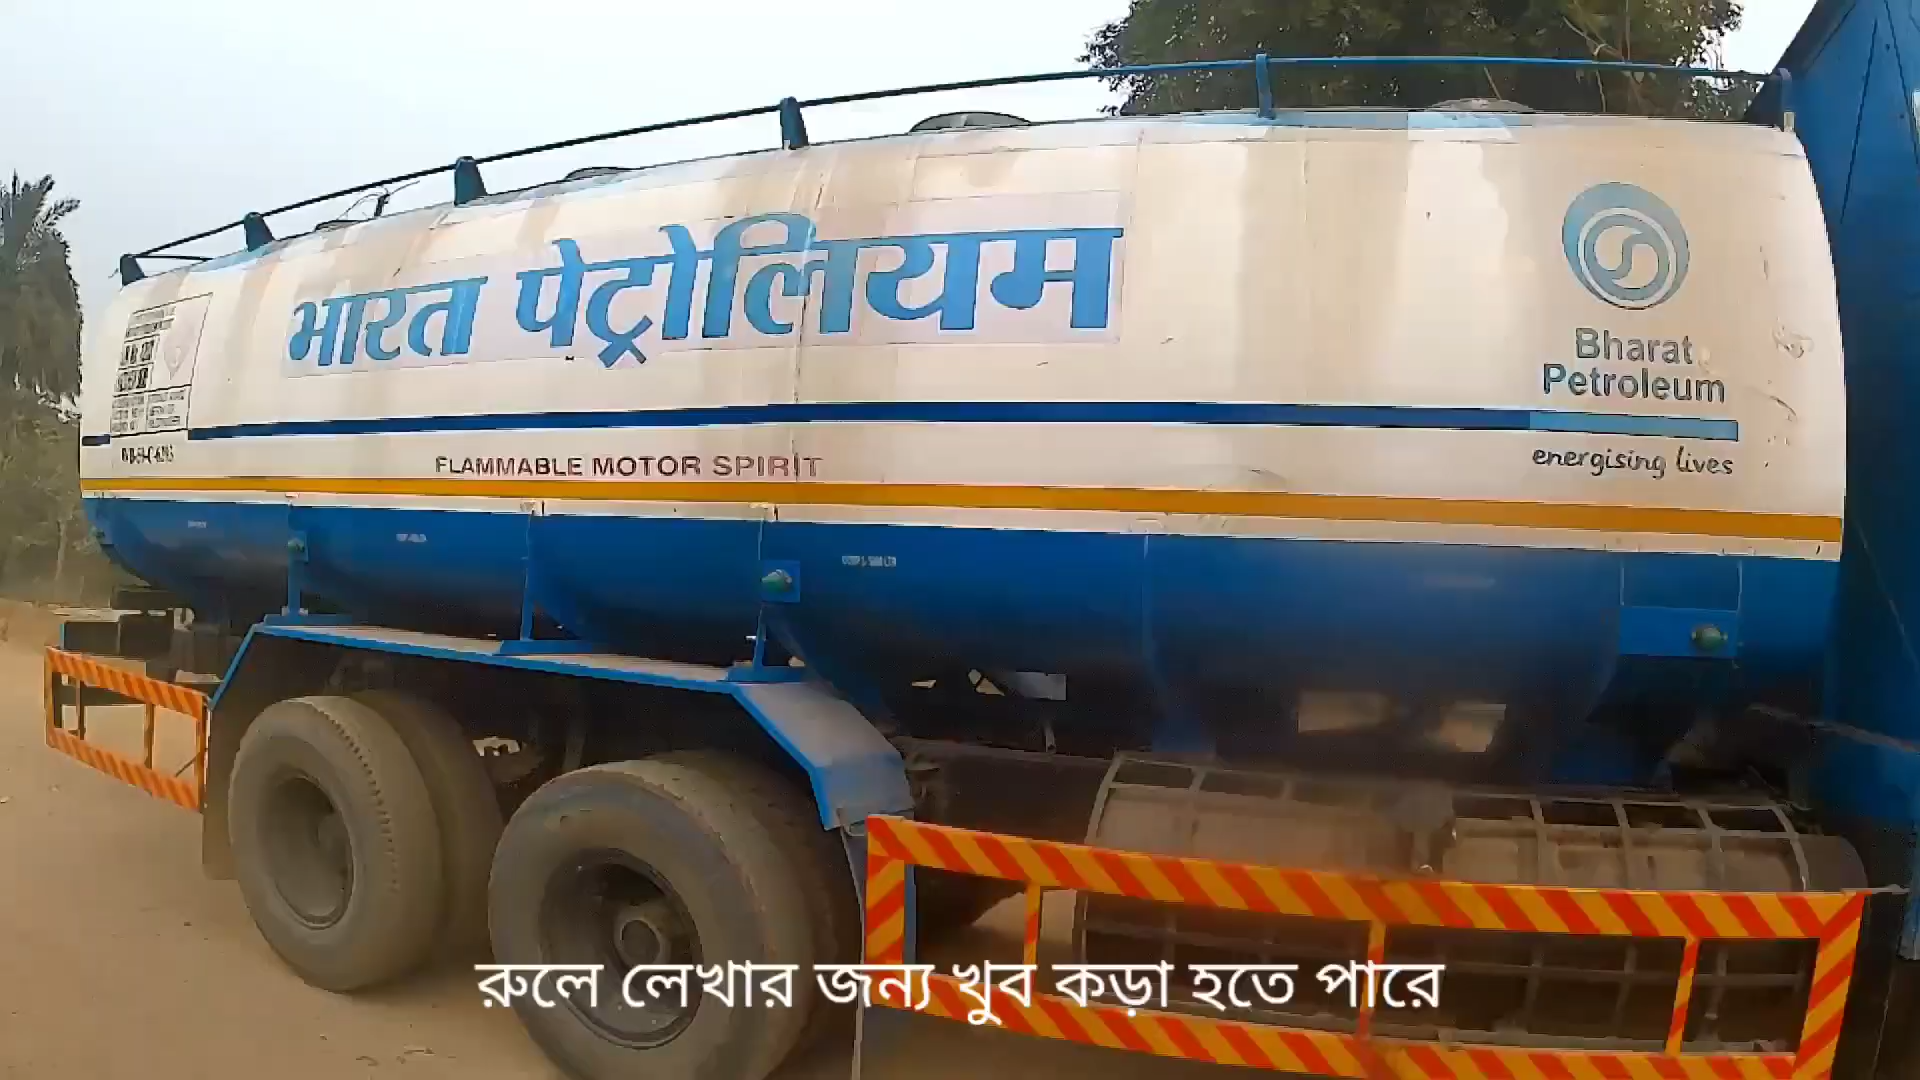 भारत पेट्रोलियम
Bharat
Petroleum
energising lives
FLAMMABLE MOTOR SPIRIT
রুলে লেখার জন্য খুব কড়া হতে পারে